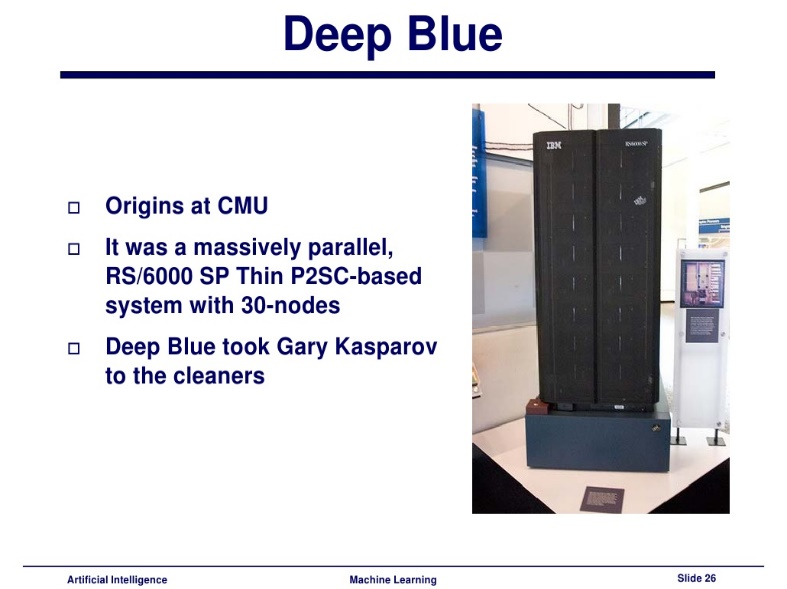 Deep Blue
Origins at CMU
It was a massively parallel,
RS/6000 SP Thin P2SC-based
system with 30-nodes
Deep Blue took Gary Kasparov
to the cleaners
IBM
RS/6000 SP
Artificial Intelligence
Machine Learning
Slide 26